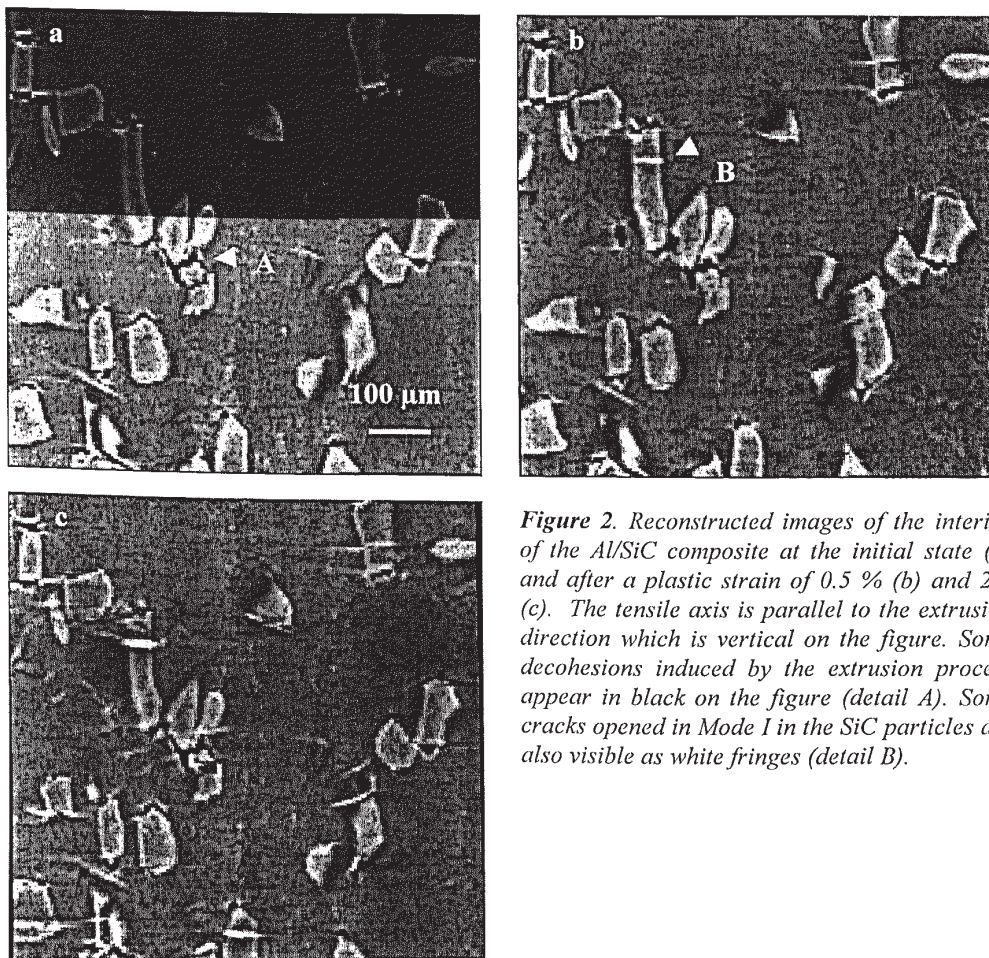 a
A
100 µm
b
B
c
Figure 2. Reconstructed images of the interi
of the Al/SiC composite at the initial state (
and after a plastic strain of 0.5 % (b) and 2
(c). The tensile axis is parallel to the extrusi
direction which is vertical on the figure. So
decohesions induced by the extrusion proce
appear in black on the figure (detail A). So
cracks opened in Mode I in the SiC particles a
also visible as white fringes (detail B).